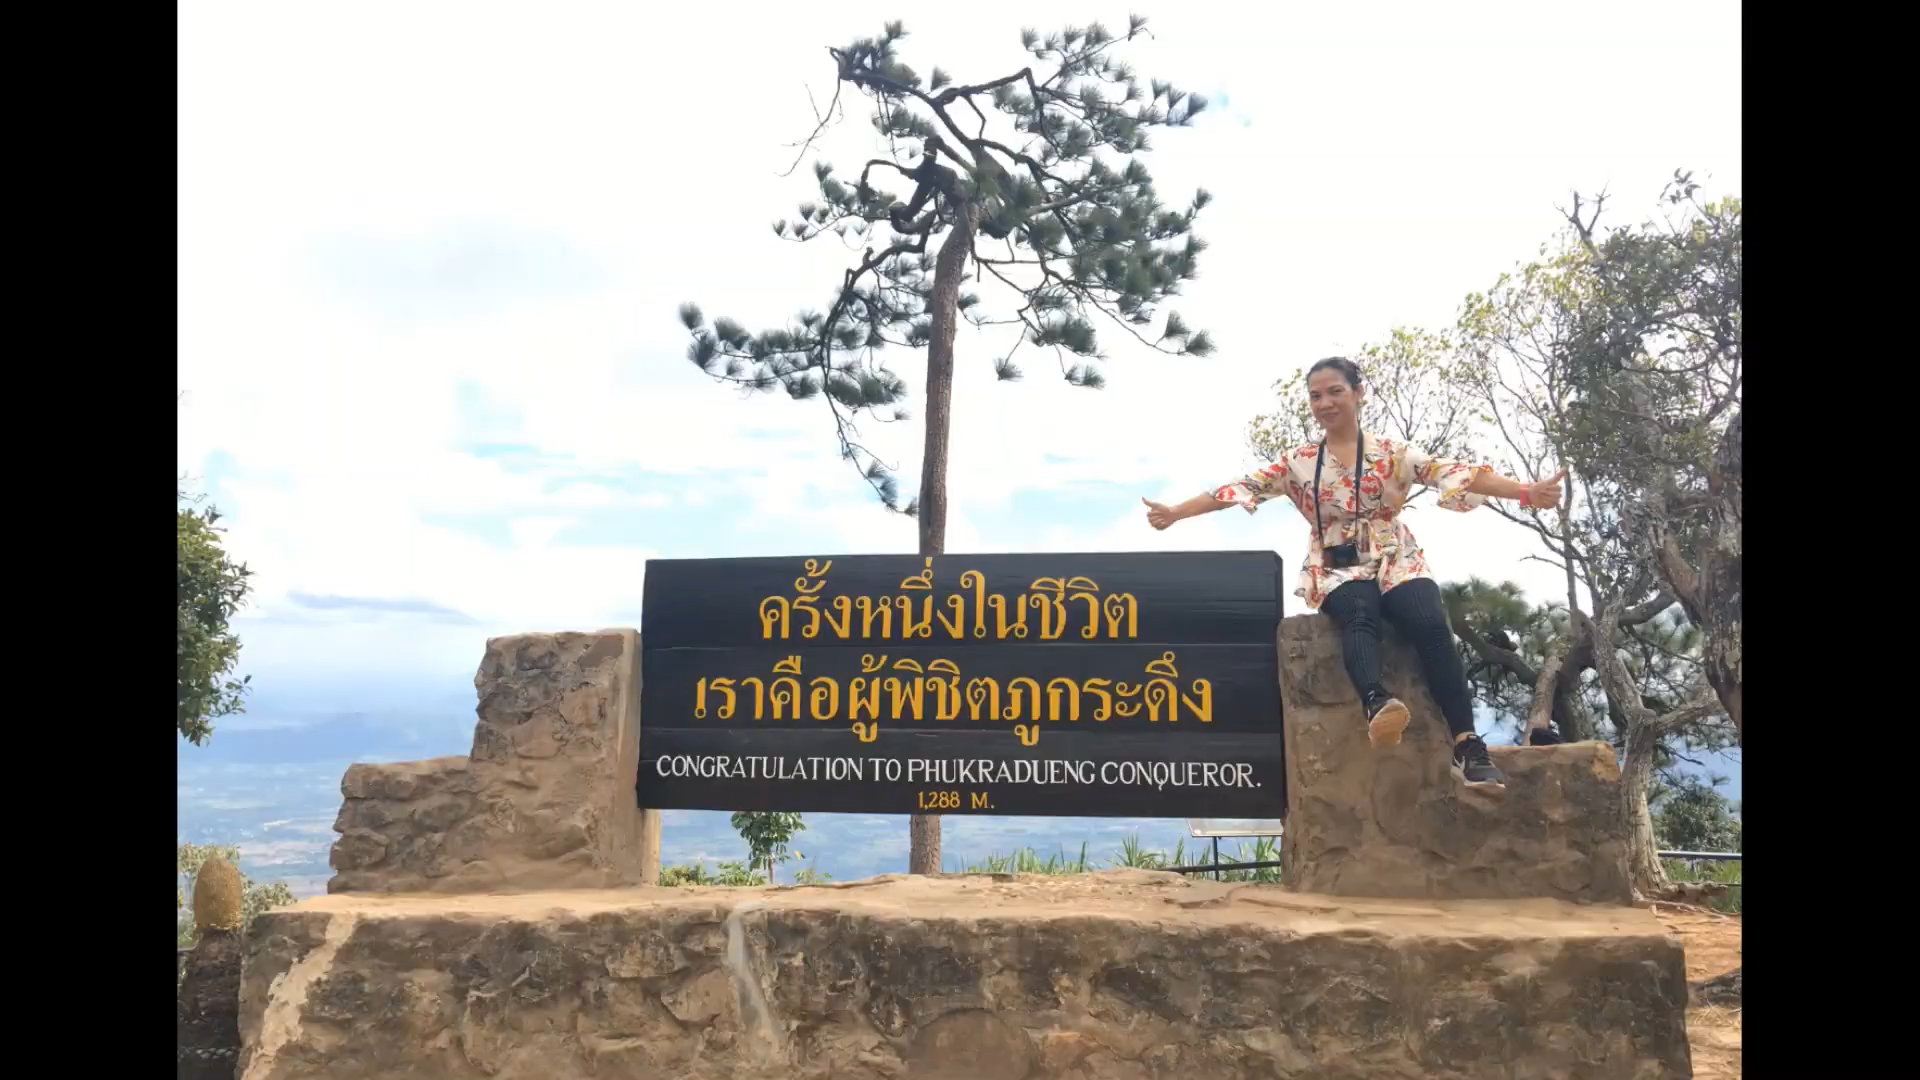 ครั้งหนึ่งในชีวิต
เราคือผู้พิชิตภูกระดึง
CONGRATULATION TO PHUKRADUENG CONQUEROR.
1,288 M.